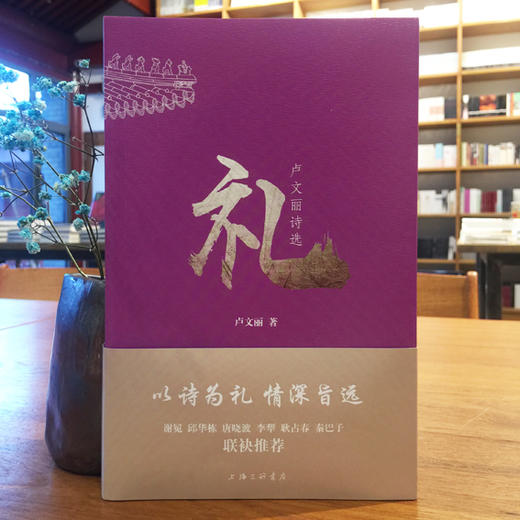 礼
卢文丽诗选
卢文丽 著
以诗为礼 情深旨远
谢冕 邱华栋 唐晓渡 李犁 耿占春 秦巴子
联袂推荐
上海三联书店